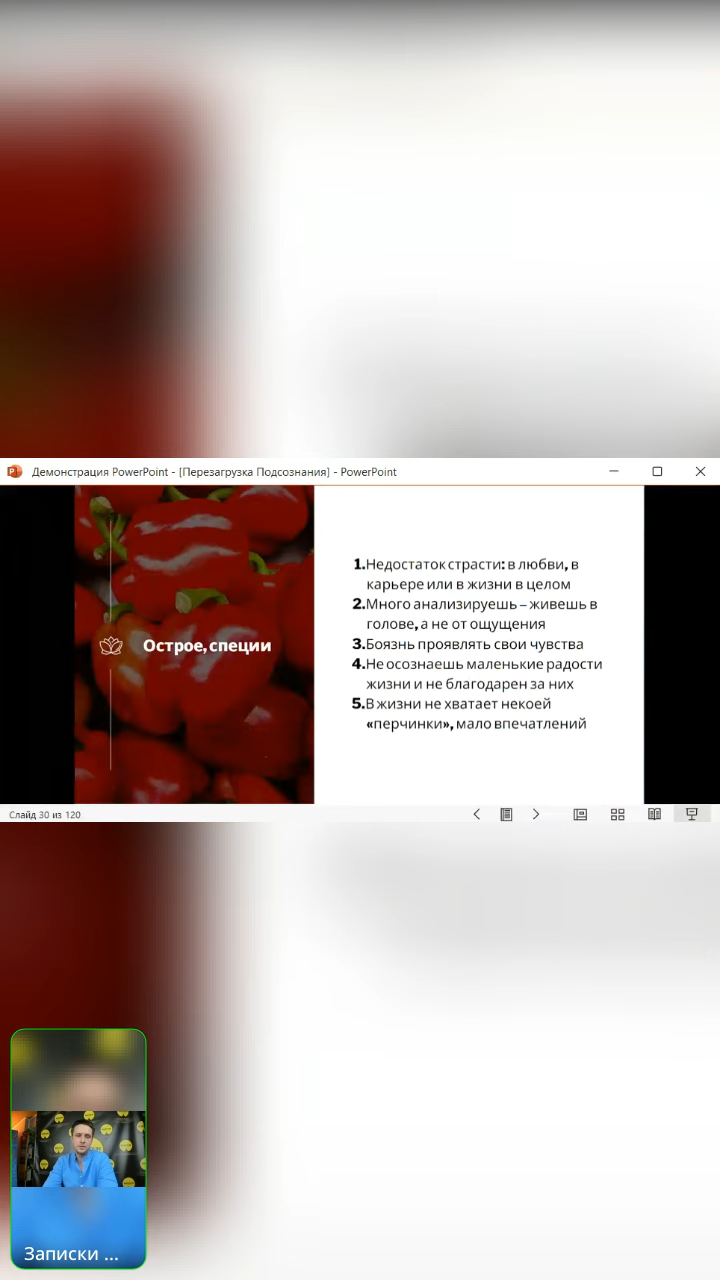 Демонстрация PowerPoint - [Перезагрузка Подсознания] - PowerPoint
Острое, специи
1.Недостаток страсти: в любви, в
карьере или в жизни в целом
2.Много анализируешь – живешь в
голове, а не от ощущения
3.Боязнь проявлять свои чувства
4.Не осознаешь маленькие радости
жизни и не благодарен за них
5.В жизни не хватает некоей
«перчинки», мало впечатлений
Слайд 30 из 120
Записки ...